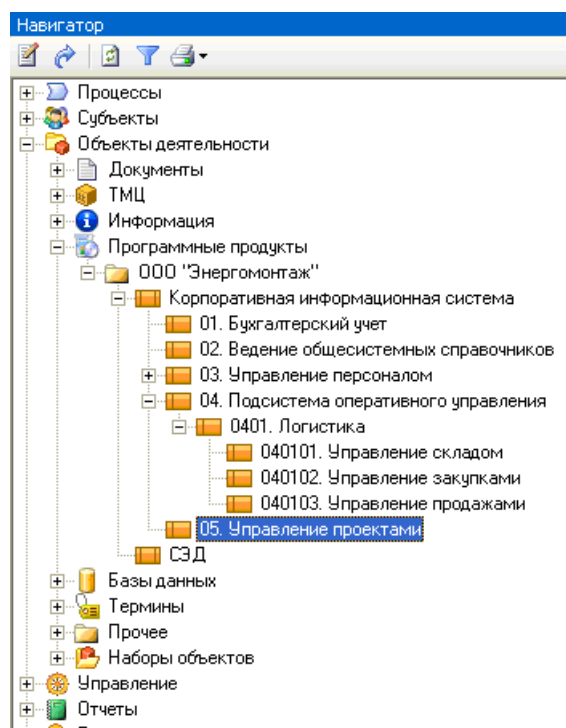 Навигатор
Процессы
Субъекты
Объекты деятельности
Документы
ТМЦ
Информация
Программные продукты
ООО "Энергомонтаж"
Корпоративная информационная система
01. Бухгалтерский учет
02. Ведение общесистемных справочников
03. Управление персоналом
04. Подсистема оперативного управления
0401. Логистика
040101. Управление складом
040102. Управление закупками
040103. Управление продажами
05. Управление проектами
СЭД
Базы данных
Термины
Прочее
Наборы объектов
Управление
Отчеты